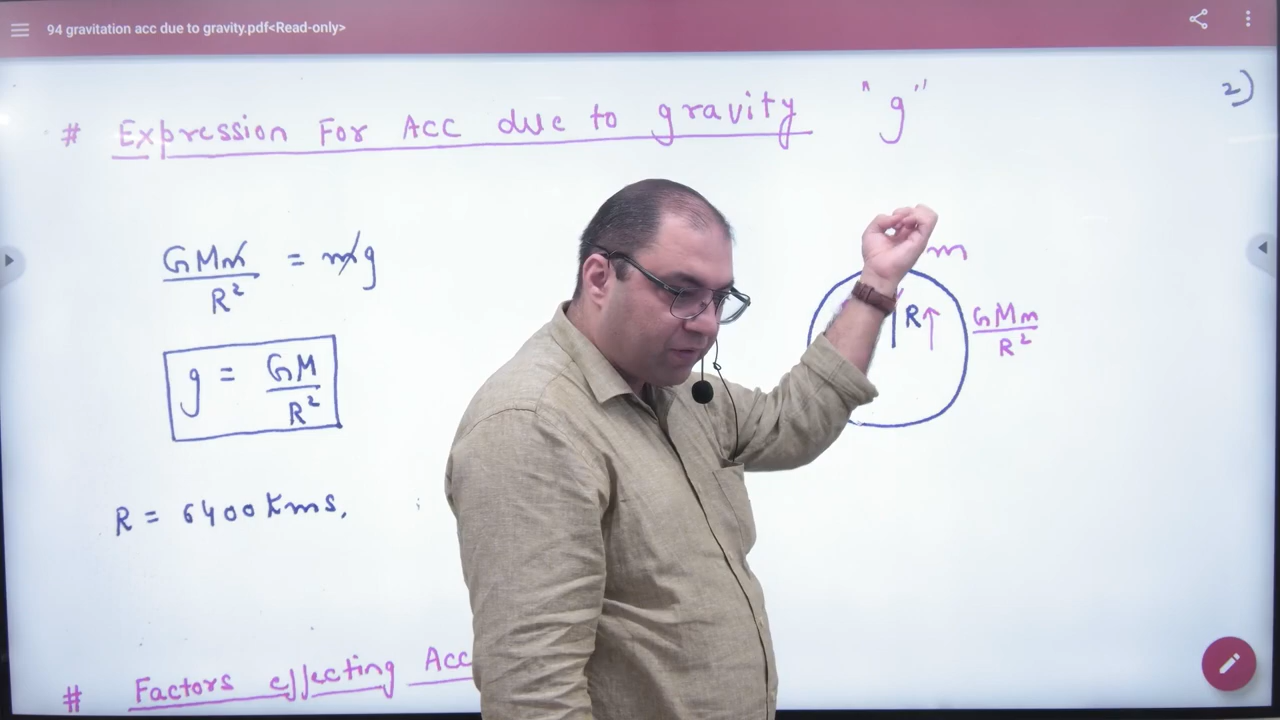 94 gravitation acc due to gravity.pdf<Read-only>
2)
# Expression For Acc due to gravity "g"
GMm/R² = mg
m
R↑
GMm/R²
g = GM/R²
R = 6400 Kms,
# Factors effecting Acc